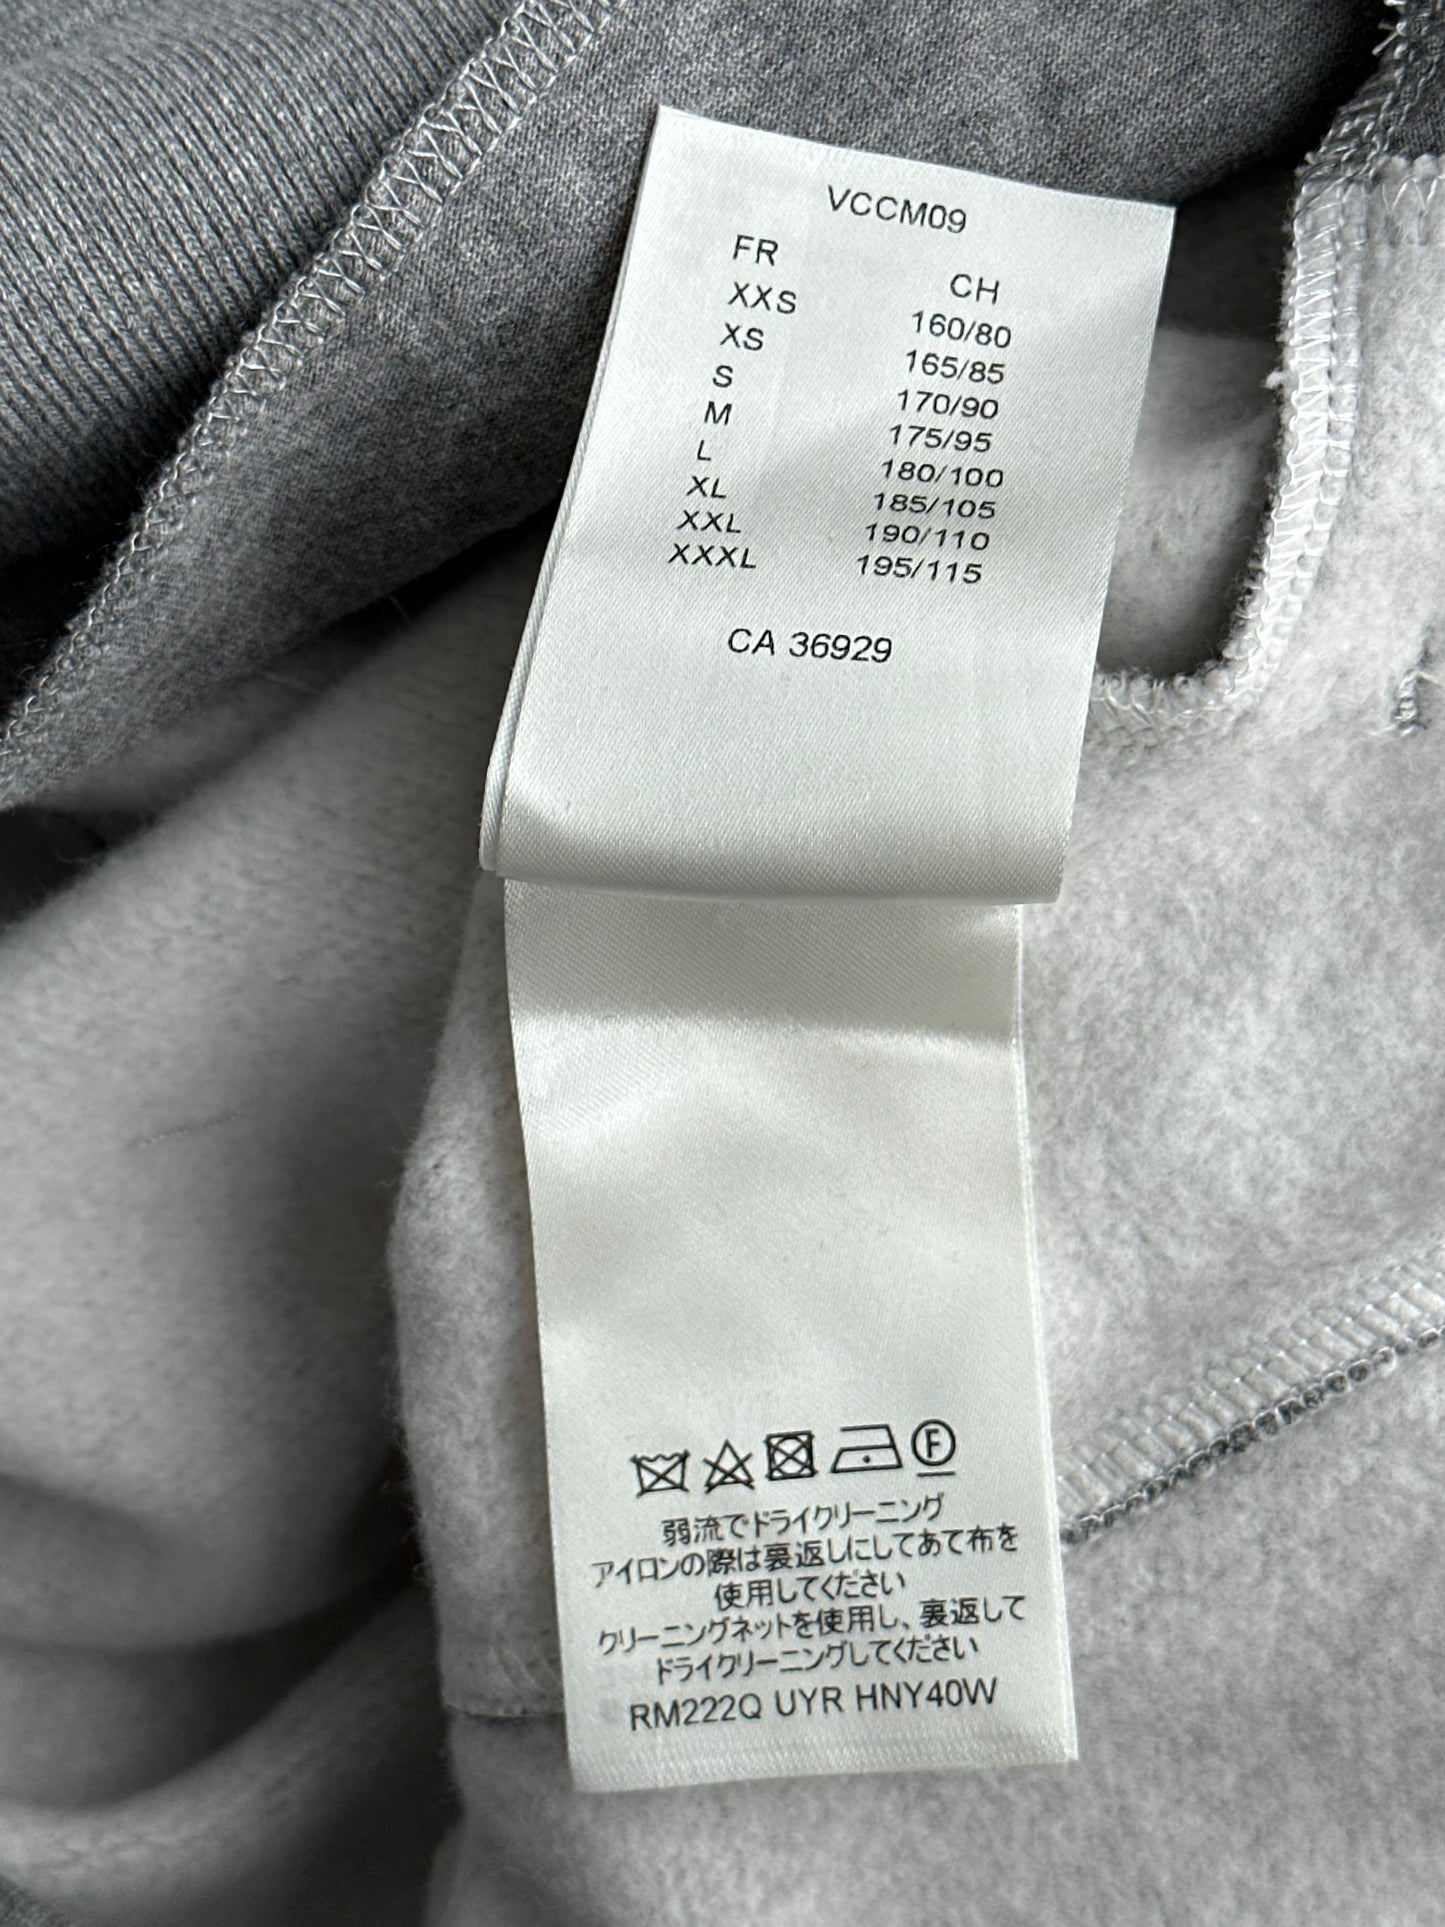 VCCM09
FR CH
XXS 160/80
XS 165/85
S 170/90
M 175/95
L 180/100
XL 185/105
XXL 190/110
XXXL 195/115
CA 36929
F
弱流でドライクリーニング
アイロンの際は裏返しにしてあて布を
使用してください
クリーニングネットを使用し、裏返して
ドライクリーニングしてください
RM222Q UYR HNY40W